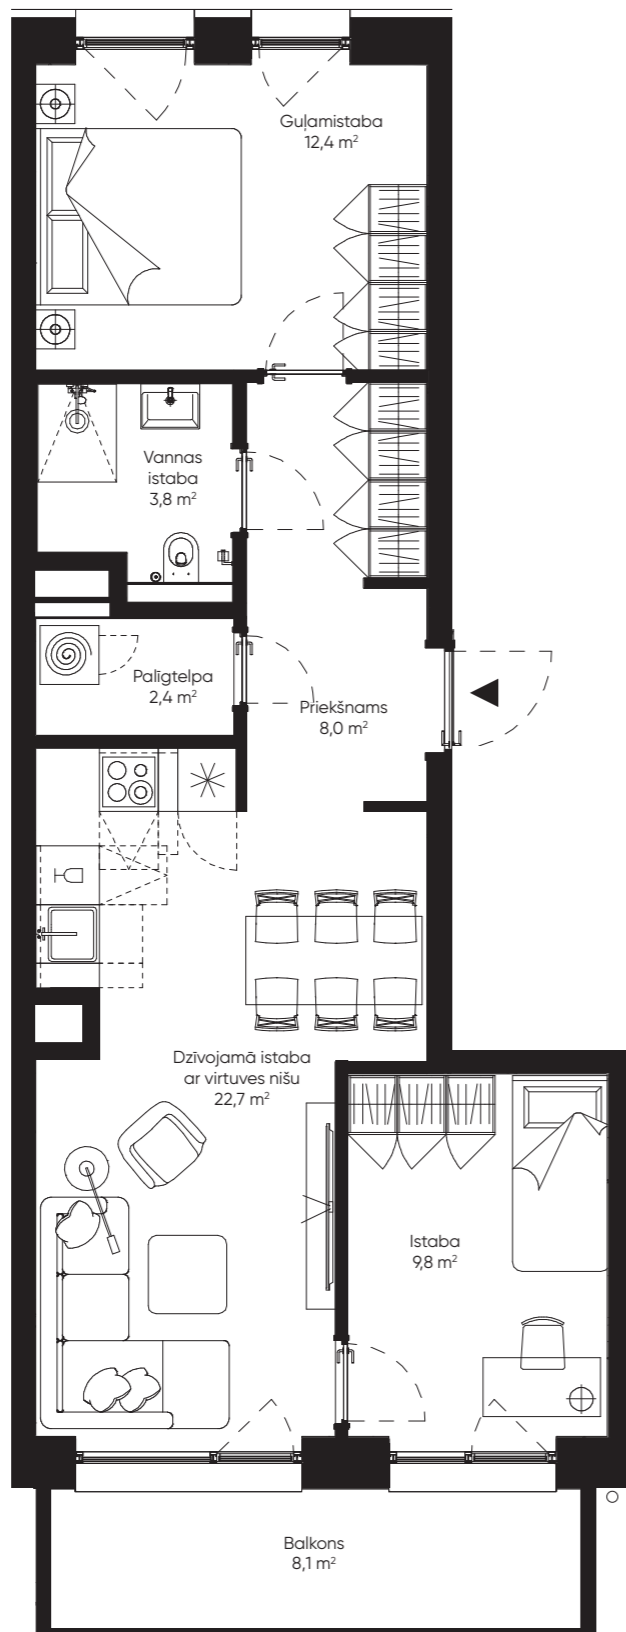 Guļamistaba
12,4 m²
Vannas
istaba
3,8 m²
Palīgtelpa
2,4 m²
Priekšnams
8,0 m²
Dzīvojamā istaba
ar virtuves nišu
22,7 m²
Istaba
9,8 m²
Balkons
8,1 m²